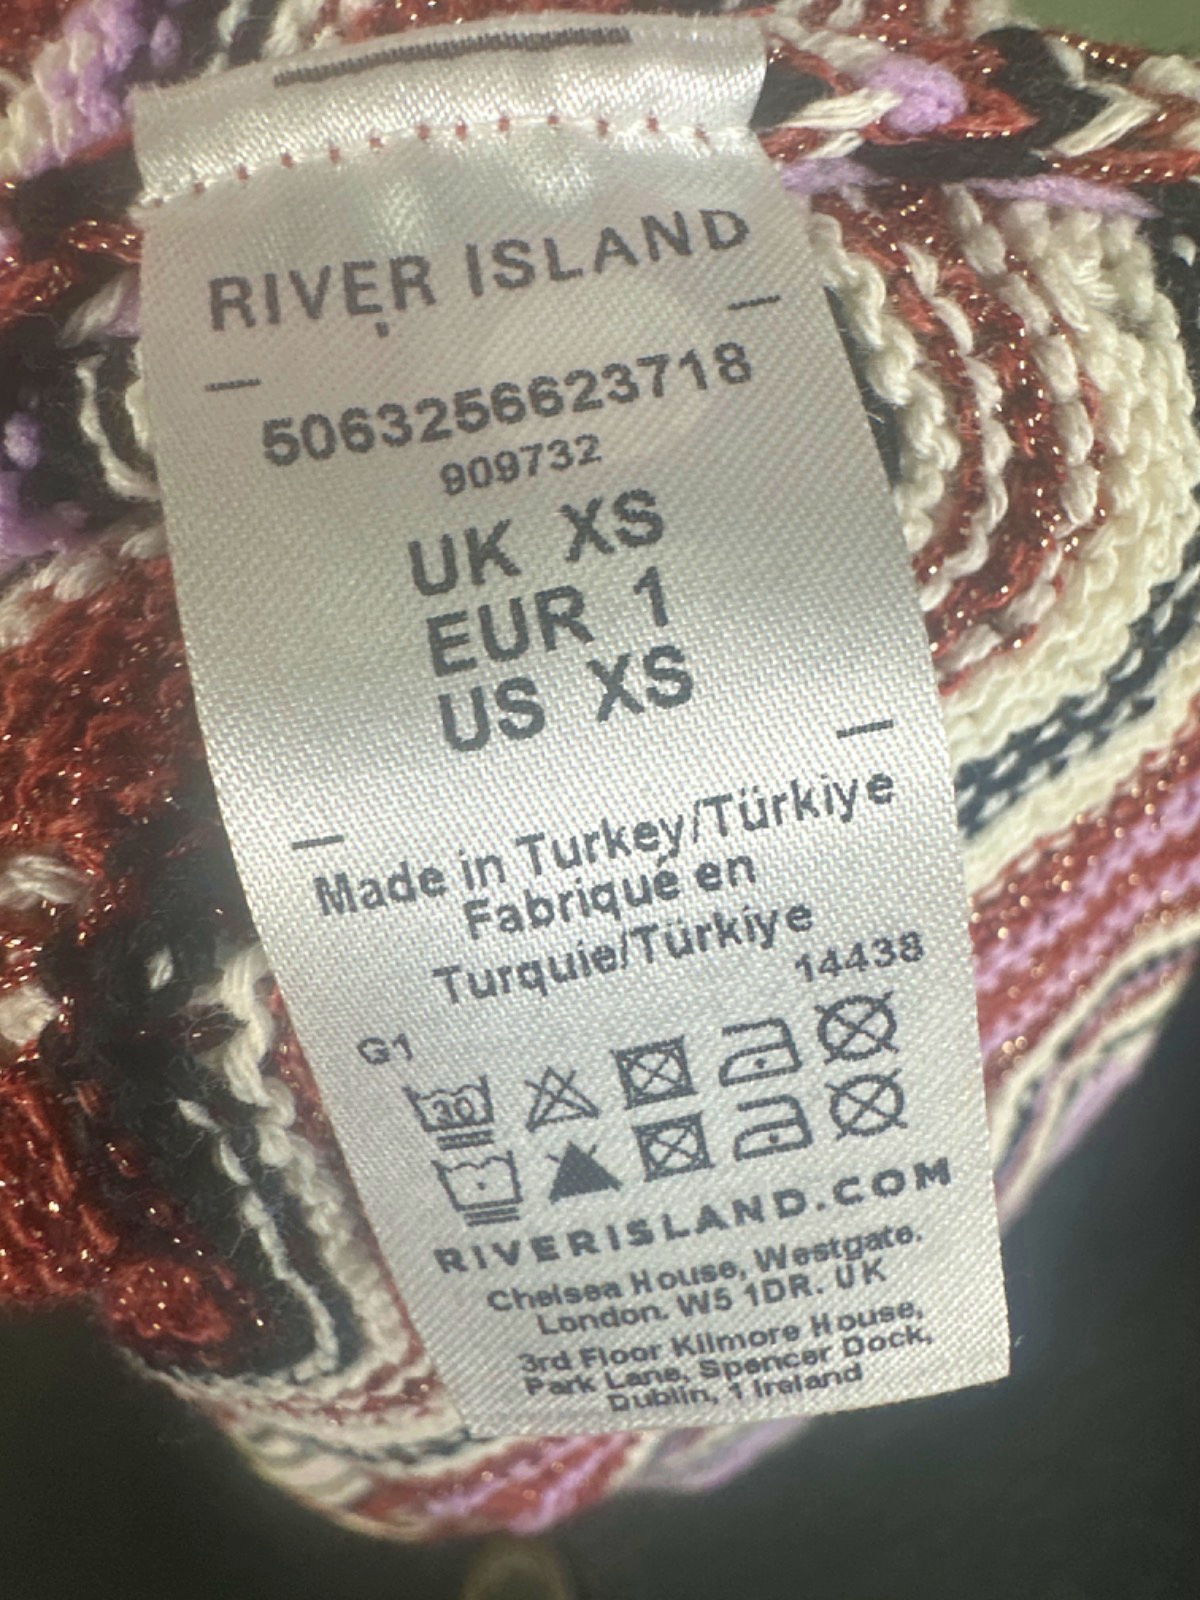 RIVER ISLAND
5063256623718
909732
UK XS
EUR 1
US XS
Made in Turkey/Türkiye
Fabriqué en
Turquie/Türkiye
14438
G1
30
RIVERISLAND.COM
Chelsea House, Westgate,
London. W5 1DR. UK
3rd Floor Kilmore House,
Park Lane, Spencer Dock,
Dublin, 1 Ireland